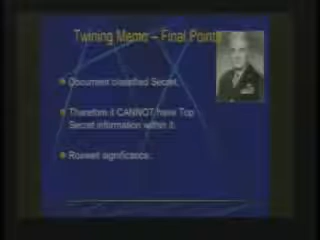 Twining Memo – Final Points
Document classified Secret.
Therefore it CANNOT have Top
Secret information within it.
Roswell significance...